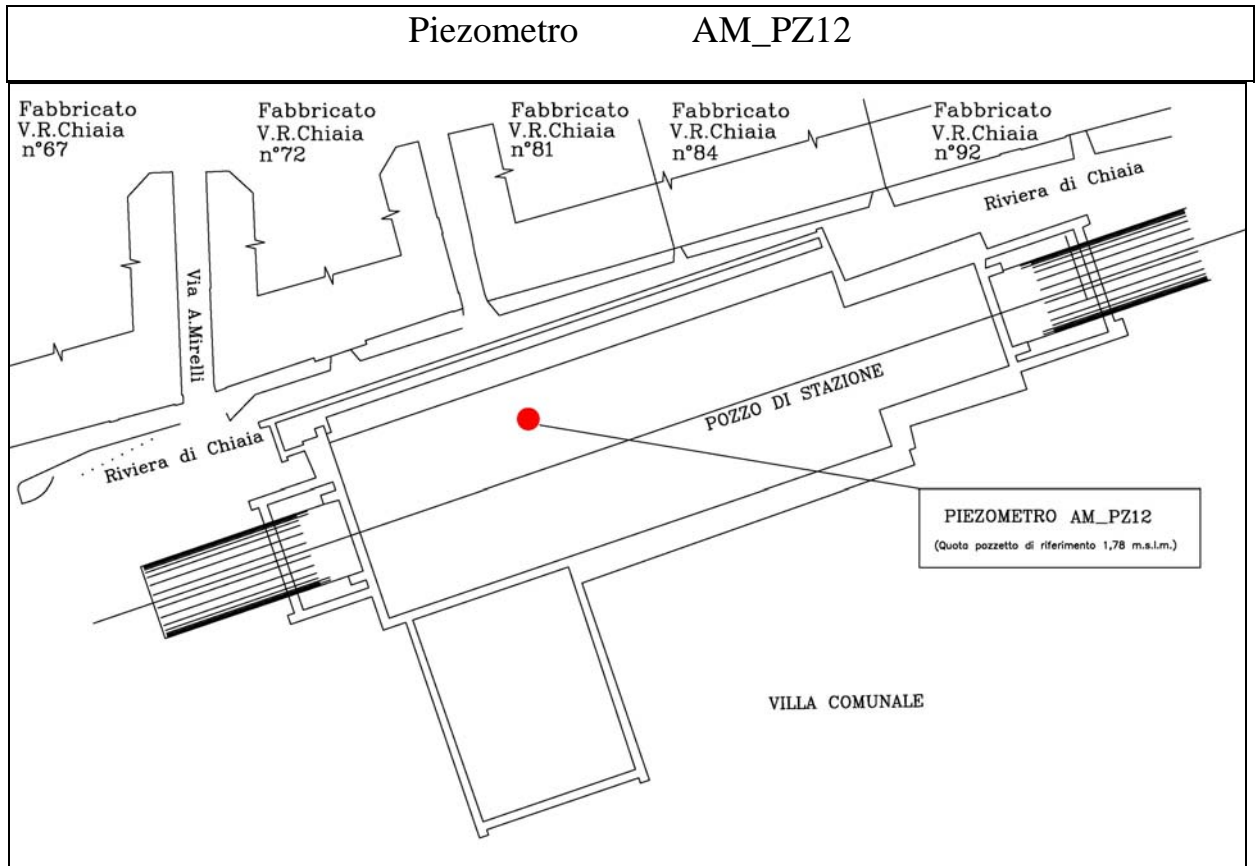 Piezometro AM_PZ12
Fabbricato
V.R.Chiaia
n°67
Fabbricato
V.R.Chiaia
n°72
Fabbricato
V.R.Chiaia
n°81
Fabbricato
V.R.Chiaia
n°84
Fabbricato
V.R.Chiaia
n°92
Riviera di Chiaia
Via A.Mirelli
POZZO DI STAZIONE
Riviera di Chiaia
PIEZOMETRO AM_PZ12
(Quota pozzetto di riferimento 1,78 m.s.l.m.)
VILLA COMUNALE